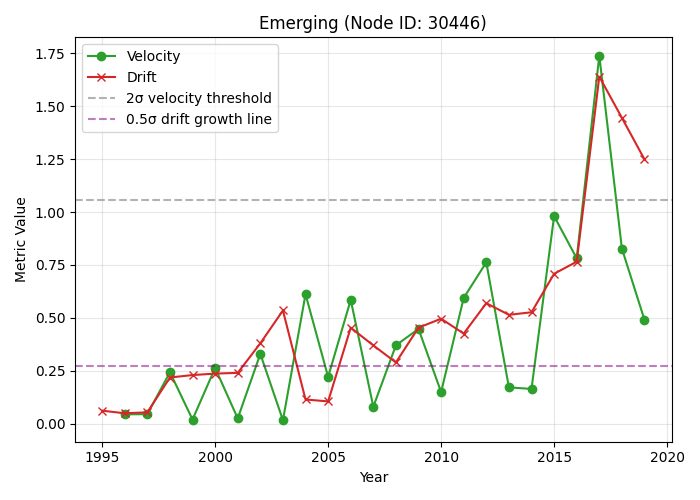 Emerging (Node ID: 30446)
Velocity
Drift
2σ velocity threshold
0.5σ drift growth line
Metric Value
1.75
1.50
1.25
1.00
0.75
0.50
0.25
0.00
1995 2000 2005 2010 2015 2020
Year